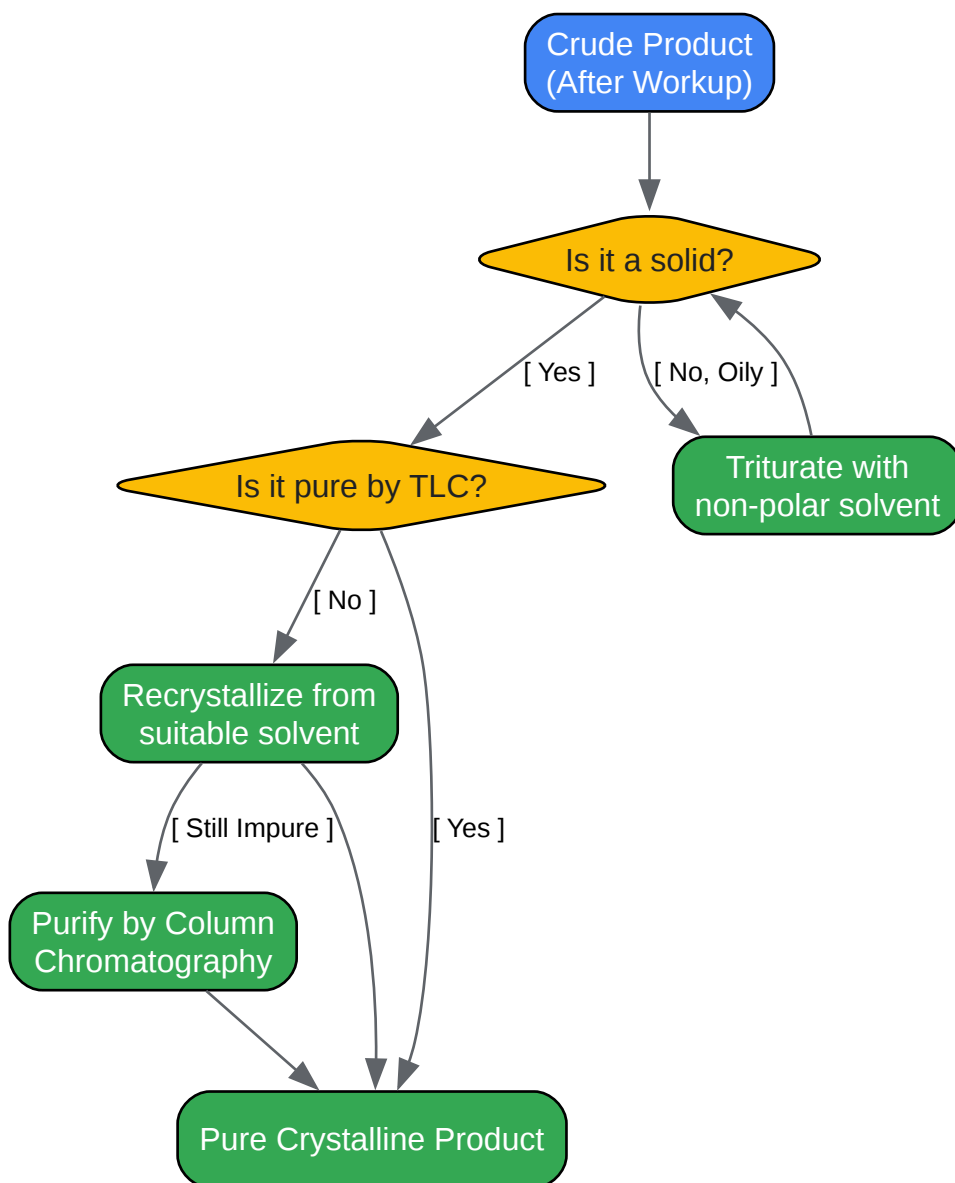 Crude Product
(After Workup)
Is it a solid?
[ Yes ]
[ No, Oily ]
Triturate with
non-polar solvent
Is it pure by TLC?
[ No ]
Recrystallize from
suitable solvent
[ Still Impure ]
[ Yes ]
Purify by Column
Chromatography
Pure Crystalline Product